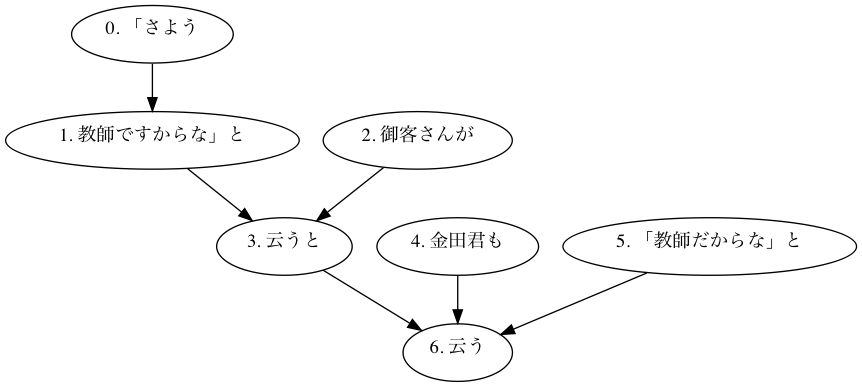 0. 「さよう
1. 教師ですからな」と
2. 御客さんが
3. 云うと
4. 金田君も
5. 「教師だからな」と
6. 云う